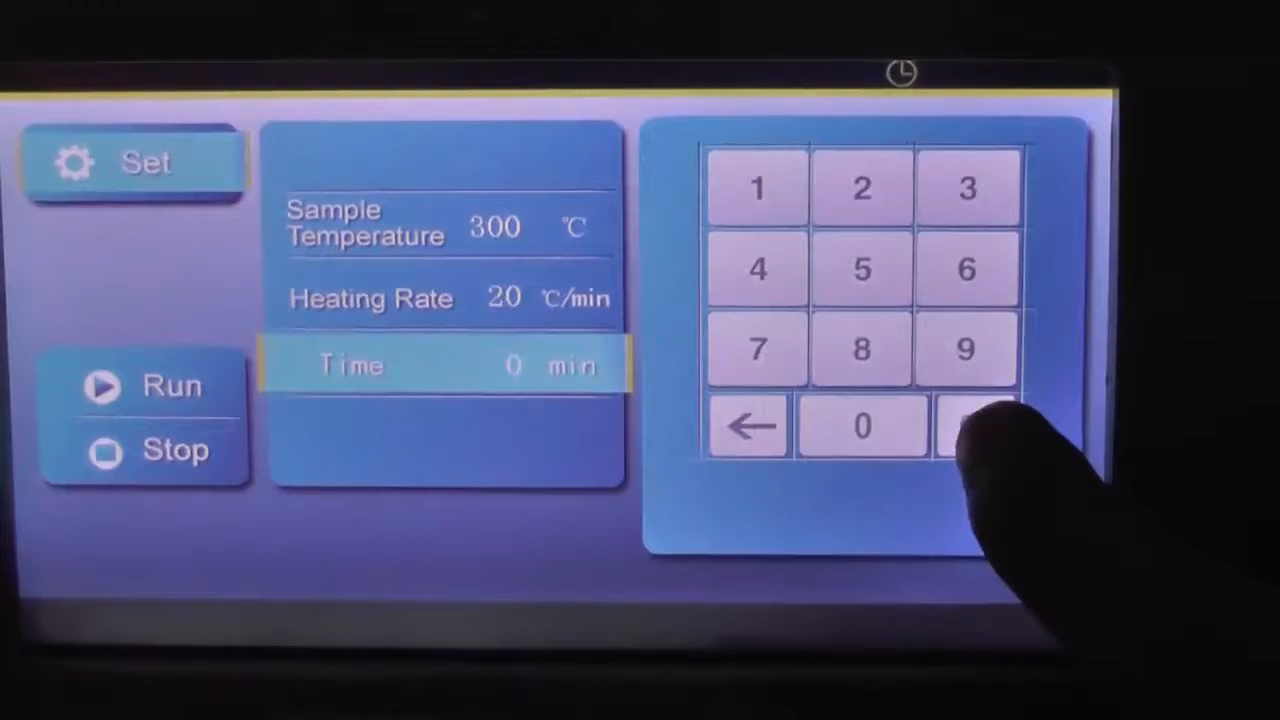 Set
Sample
Temperature 300 ℃
Heating Rate 20 ℃/min
Time 0 min
Run
Stop
1 2 3
4 5 6
7 8 9
← 0